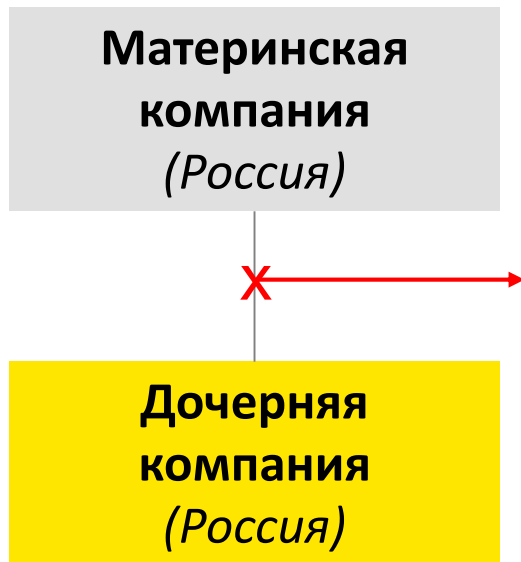 Материнская
компания
(Россия)
X
Дочерняя
компания
(Россия)